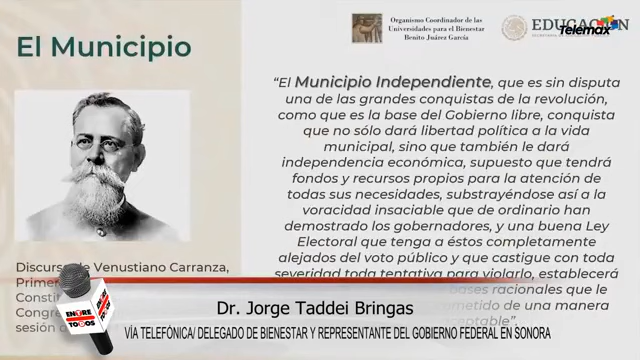 El Municipio
Organismo Coordinador de las
Universidades para el Bienestar
Benito Juárez García
EDUCACIÓN
Telemax
“El Municipio Independiente, que es sin disputa
una de las grandes conquistas de la revolución,
como que es la base del Gobierno libre, conquista
que no sólo dará libertad política a la vida
municipal, sino que también le dará
independencia económica, supuesto que tendrá
fondos y recursos propios para la atención de
todas sus necesidades, substrayéndose así a la
voracidad insaciable que de ordinario han
demostrado los gobernadores, y una buena Ley
Electoral que tenga a éstos completamente
alejados del voto público y que castigue con toda
severidad toda tentativa para violarlo, establecerá
bases racionales que le
de una manera
Discurso de Venustiano Carranza,
ENTRE
TODOS
Dr. Jorge Taddei Bringas
VÍA TELEFÓNICA/ DELEGADO DE BIENESTAR Y REPRESENTANTE DEL GOBIERNO FEDERAL EN SONORA